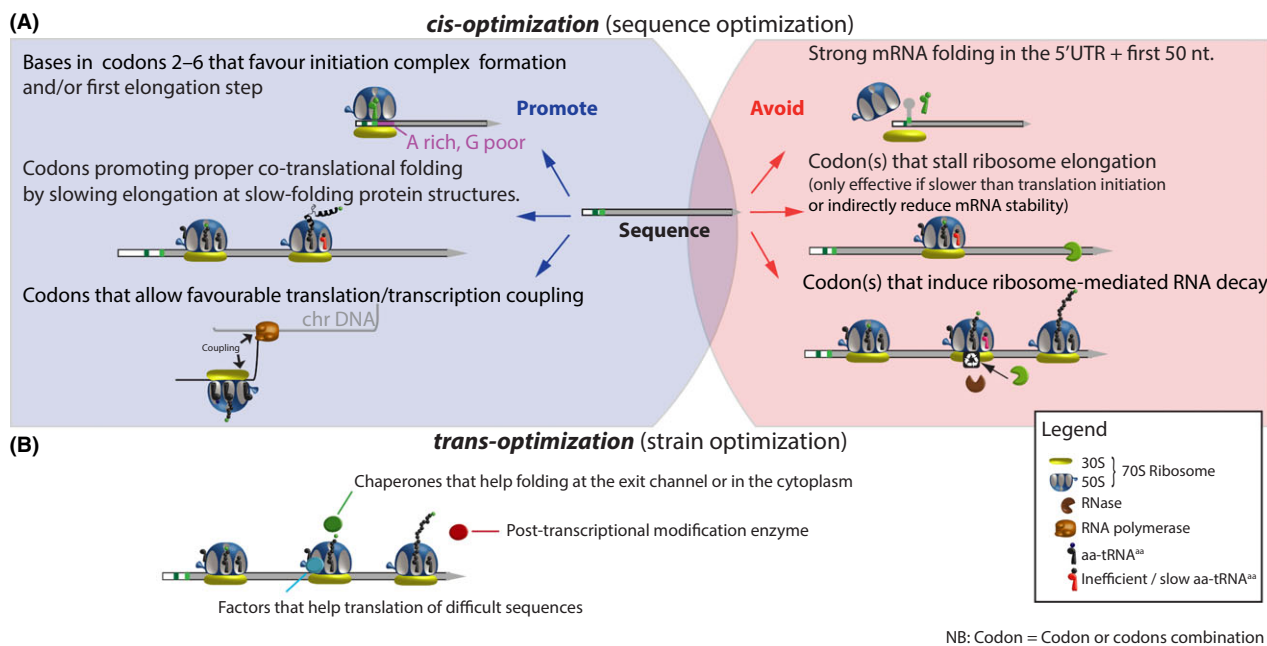 (A)
cis-optimization (sequence optimization)
Bases in codons 2–6 that favour initiation complex formation
and/or first elongation step
A rich, G poor
Codons promoting proper co-translational folding
by slowing elongation at slow-folding protein structures.
Codons that allow favourable translation/transcription coupling
chr DNA
Coupling
Promote
Sequence
Avoid
Strong mRNA folding in the 5'UTR + first 50 nt.
Codon(s) that stall ribosome elongation
(only effective if slower than translation initiation
or indirectly reduce mRNA stability)
Codon(s) that induce ribosome-mediated RNA decay
(B)
trans-optimization (strain optimization)
Chaperones that help folding at the exit channel or in the cytoplasm
Post-transcriptional modification enzyme
Factors that help translation of difficult sequences
Legend
30S
50S
70S Ribosome
RNase
RNA polymerase
aa-tRNAᵃᵃ
Inefficient / slow aa-tRNAᵃᵃ
NB: Codon = Codon or codons combination